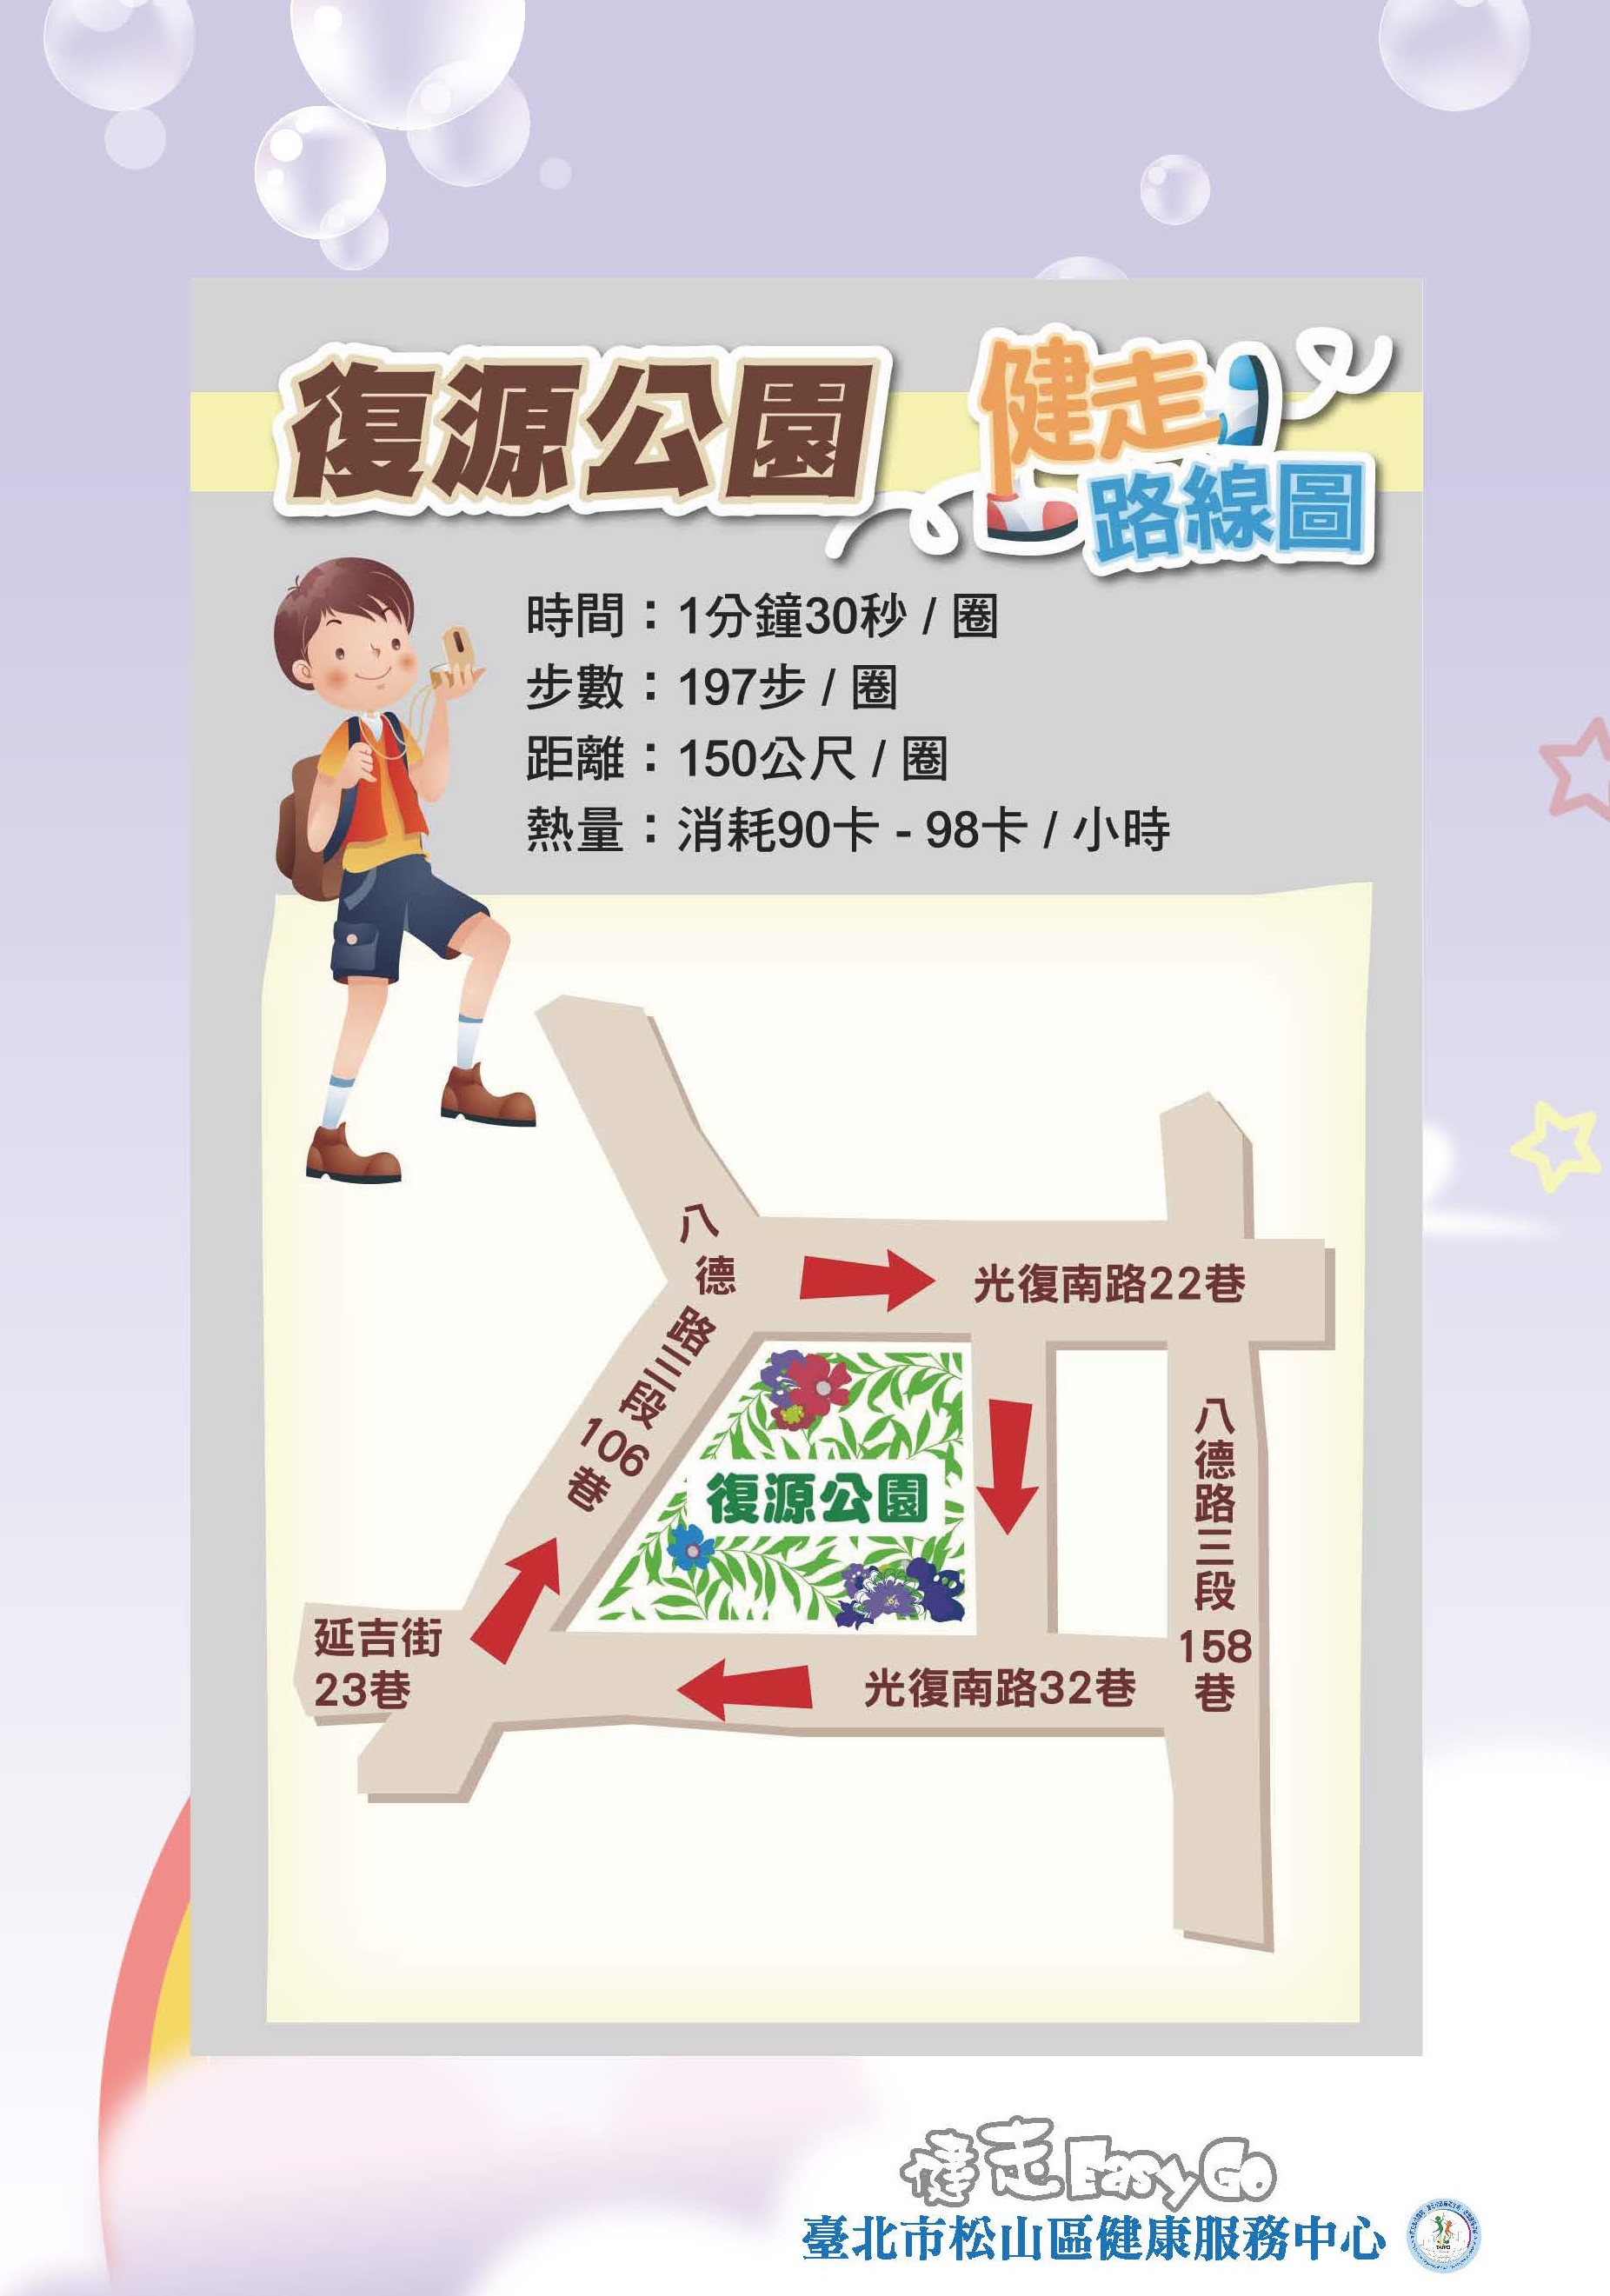 復源公園
健走
路線圖
時間：1分鐘30秒 / 圈
步數：197步 / 圈
距離：150公尺 / 圈
熱量：消耗90卡 - 98卡 / 小時
八德路三段106巷
光復南路22巷
復源公園
八德路三段158巷
延吉街
23巷
光復南路32巷
健走EasyGo
臺北市松山區健康服務中心